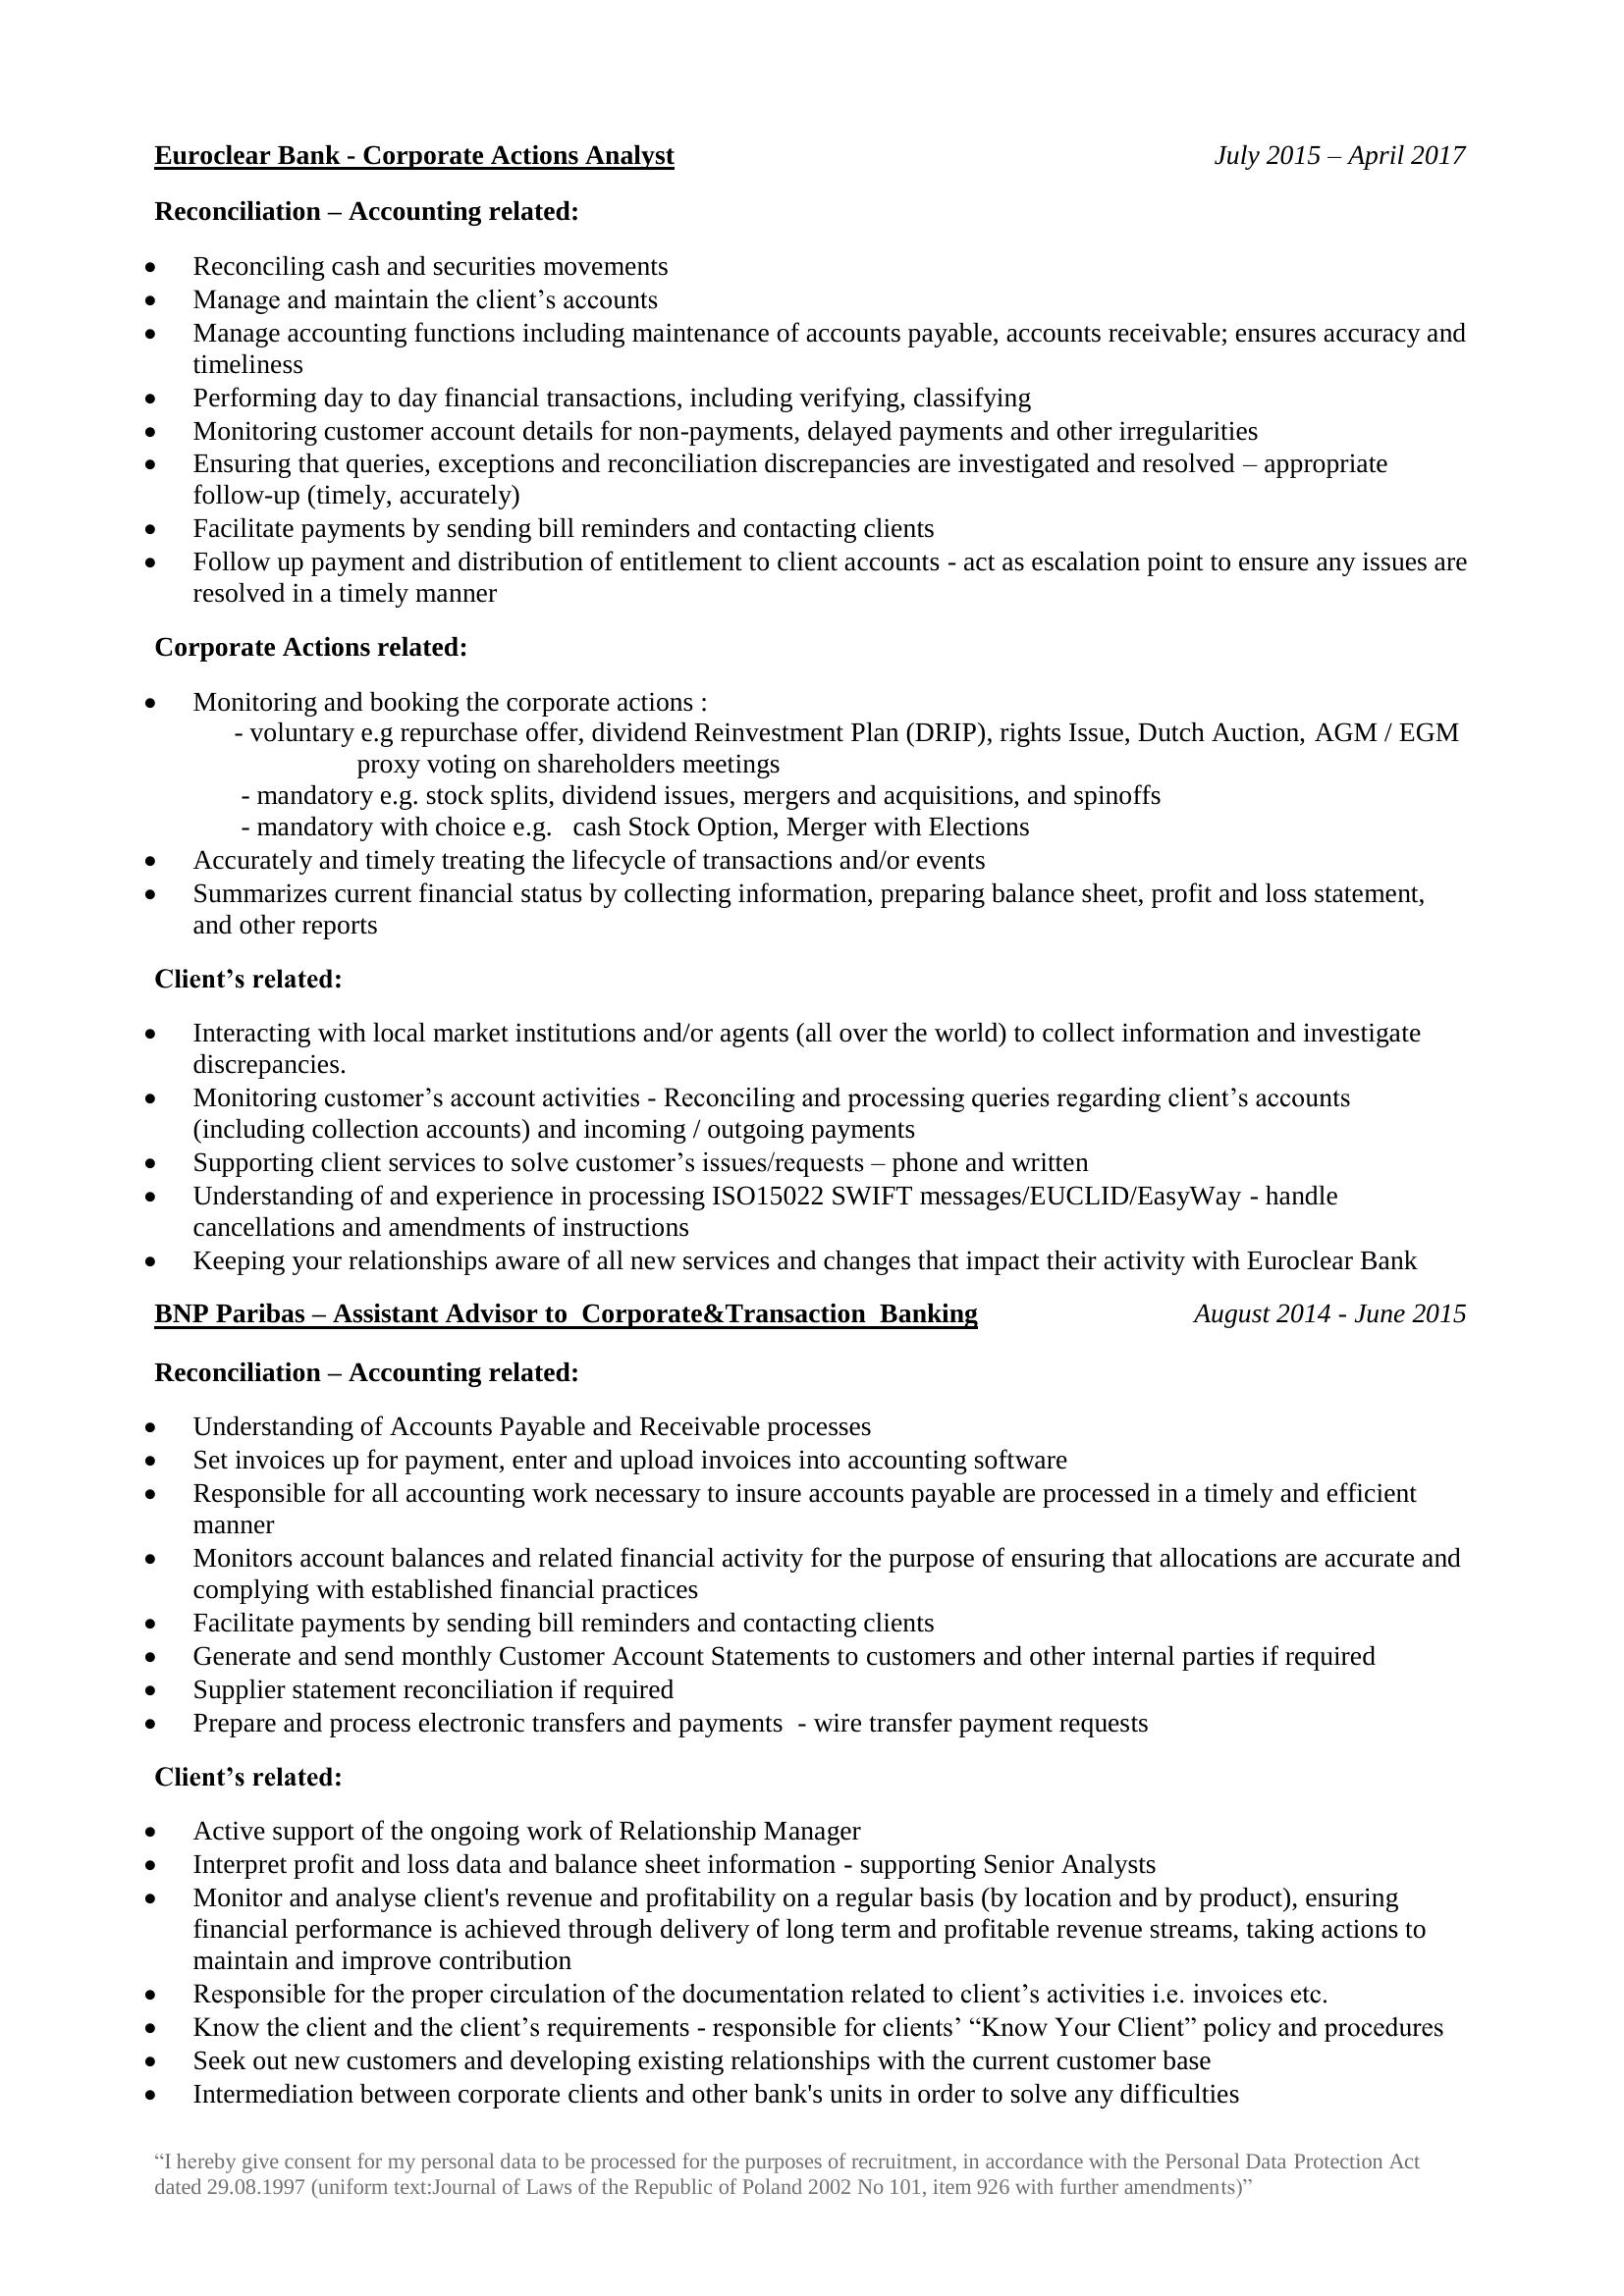 Euroclear Bank - Corporate Actions Analyst July 2015 – April 2017
Reconciliation – Accounting related:
• Reconciling cash and securities movements
• Manage and maintain the client’s accounts
• Manage accounting functions including maintenance of accounts payable, accounts receivable; ensures accuracy and
timeliness
• Performing day to day financial transactions, including verifying, classifying
• Monitoring customer account details for non-payments, delayed payments and other irregularities
• Ensuring that queries, exceptions and reconciliation discrepancies are investigated and resolved – appropriate
follow-up (timely, accurately)
• Facilitate payments by sending bill reminders and contacting clients
• Follow up payment and distribution of entitlement to client accounts - act as escalation point to ensure any issues are
resolved in a timely manner
Corporate Actions related:
• Monitoring and booking the corporate actions :
- voluntary e.g repurchase offer, dividend Reinvestment Plan (DRIP), rights Issue, Dutch Auction, AGM / EGM
proxy voting on shareholders meetings
- mandatory e.g. stock splits, dividend issues, mergers and acquisitions, and spinoffs
- mandatory with choice e.g. cash Stock Option, Merger with Elections
• Accurately and timely treating the lifecycle of transactions and/or events
• Summarizes current financial status by collecting information, preparing balance sheet, profit and loss statement,
and other reports
Client’s related:
• Interacting with local market institutions and/or agents (all over the world) to collect information and investigate
discrepancies.
• Monitoring customer’s account activities - Reconciling and processing queries regarding client’s accounts
(including collection accounts) and incoming / outgoing payments
• Supporting client services to solve customer’s issues/requests – phone and written
• Understanding of and experience in processing ISO15022 SWIFT messages/EUCLID/EasyWay - handle
cancellations and amendments of instructions
• Keeping your relationships aware of all new services and changes that impact their activity with Euroclear Bank
BNP Paribas – Assistant Advisor to Corporate&Transaction Banking August 2014 - June 2015
Reconciliation – Accounting related:
• Understanding of Accounts Payable and Receivable processes
• Set invoices up for payment, enter and upload invoices into accounting software
• Responsible for all accounting work necessary to insure accounts payable are processed in a timely and efficient
manner
• Monitors account balances and related financial activity for the purpose of ensuring that allocations are accurate and
complying with established financial practices
• Facilitate payments by sending bill reminders and contacting clients
• Generate and send monthly Customer Account Statements to customers and other internal parties if required
• Supplier statement reconciliation if required
• Prepare and process electronic transfers and payments - wire transfer payment requests
Client’s related:
• Active support of the ongoing work of Relationship Manager
• Interpret profit and loss data and balance sheet information - supporting Senior Analysts
• Monitor and analyse client's revenue and profitability on a regular basis (by location and by product), ensuring
financial performance is achieved through delivery of long term and profitable revenue streams, taking actions to
maintain and improve contribution
• Responsible for the proper circulation of the documentation related to client’s activities i.e. invoices etc.
• Know the client and the client’s requirements - responsible for clients’ “Know Your Client” policy and procedures
• Seek out new customers and developing existing relationships with the current customer base
• Intermediation between corporate clients and other bank's units in order to solve any difficulties
“I hereby give consent for my personal data to be processed for the purposes of recruitment, in accordance with the Personal Data Protection Act
dated 29.08.1997 (uniform text:Journal of Laws of the Republic of Poland 2002 No 101, item 926 with further amendments)”